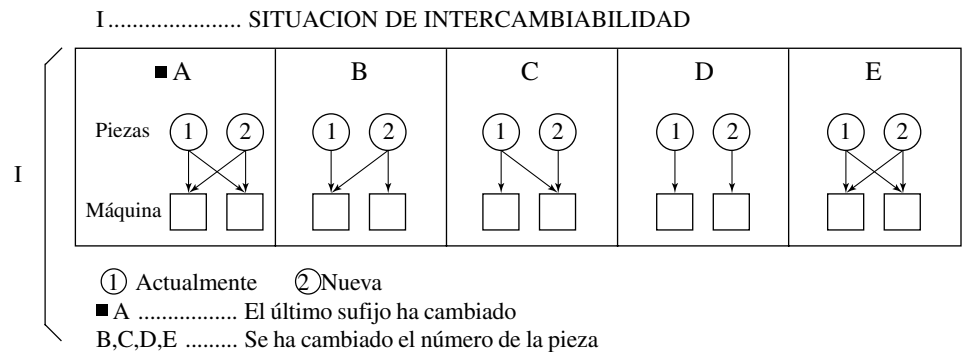 I ...................... SITUACION DE INTERCAMBIABILIDAD
■ A B C D E
Piezas 1 2 1 2 1 2 1 2 1 2
I
Máquina
1 Actualmente 2 Nueva
■ A ................. El último sufijo ha cambiado
B,C,D,E ......... Se ha cambiado el número de la pieza